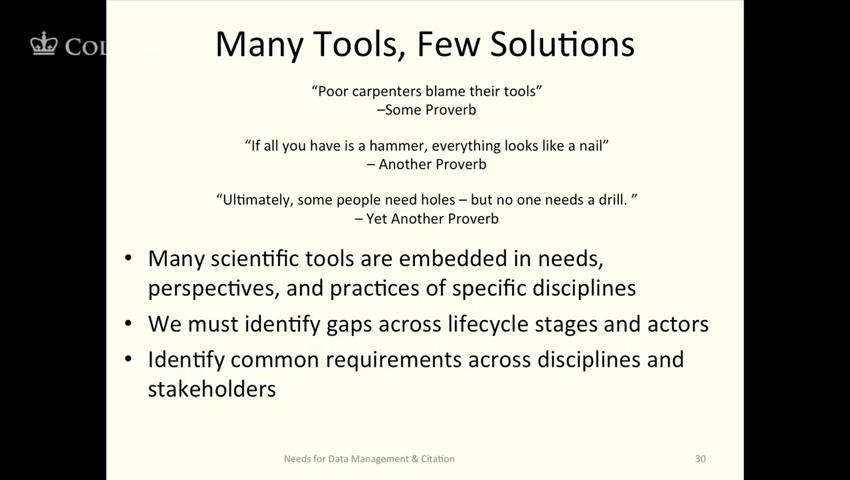 Many Tools, Few Solutions
“Poor carpenters blame their tools”
–Some Proverb
“If all you have is a hammer, everything looks like a nail”
– Another Proverb
“Ultimately, some people need holes – but no one needs a drill. ”
– Yet Another Proverb
• Many scientific tools are embedded in needs,
perspectives, and practices of specific disciplines
• We must identify gaps across lifecycle stages and actors
• Identify common requirements across disciplines and
stakeholders
Needs for Data Management & Citation
30